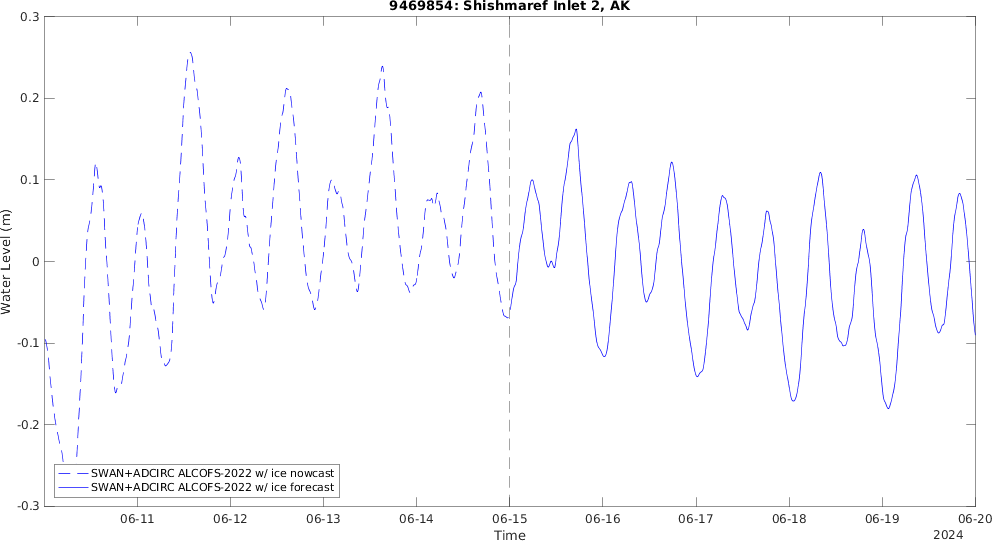 9469854: Shishmaref Inlet 2, AK
0.3
0.2
0.1
0
-0.1
-0.2
-0.3
Water Level (m)
SWAN+ADCIRC ALCOFS-2022 w/ ice nowcast
SWAN+ADCIRC ALCOFS-2022 w/ ice forecast
06-11 06-12 06-13 06-14 06-15 06-16 06-17 06-18 06-19 06-20
Time
2024